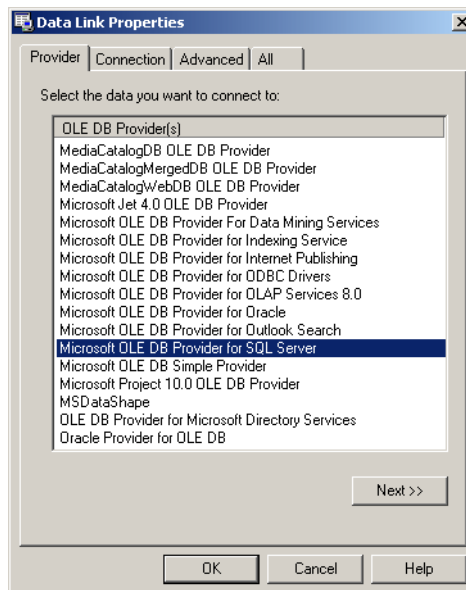 Data Link Properties
Provider Connection Advanced All
Select the data you want to connect to:
OLE DB Provider(s)
MediaCatalogDB OLE DB Provider
MediaCatalogMergedDB OLE DB Provider
MediaCatalogWebDB OLE DB Provider
Microsoft Jet 4.0 OLE DB Provider
Microsoft OLE DB Provider For Data Mining Services
Microsoft OLE DB Provider for Indexing Service
Microsoft OLE DB Provider for Internet Publishing
Microsoft OLE DB Provider for ODBC Drivers
Microsoft OLE DB Provider for OLAP Services 8.0
Microsoft OLE DB Provider for Oracle
Microsoft OLE DB Provider for Outlook Search
Microsoft OLE DB Provider for SQL Server
Microsoft OLE DB Simple Provider
Microsoft Project 10.0 OLE DB Provider
MSDataShape
OLE DB Provider for Microsoft Directory Services
Oracle Provider for OLE DB
Next >>
OK Cancel Help